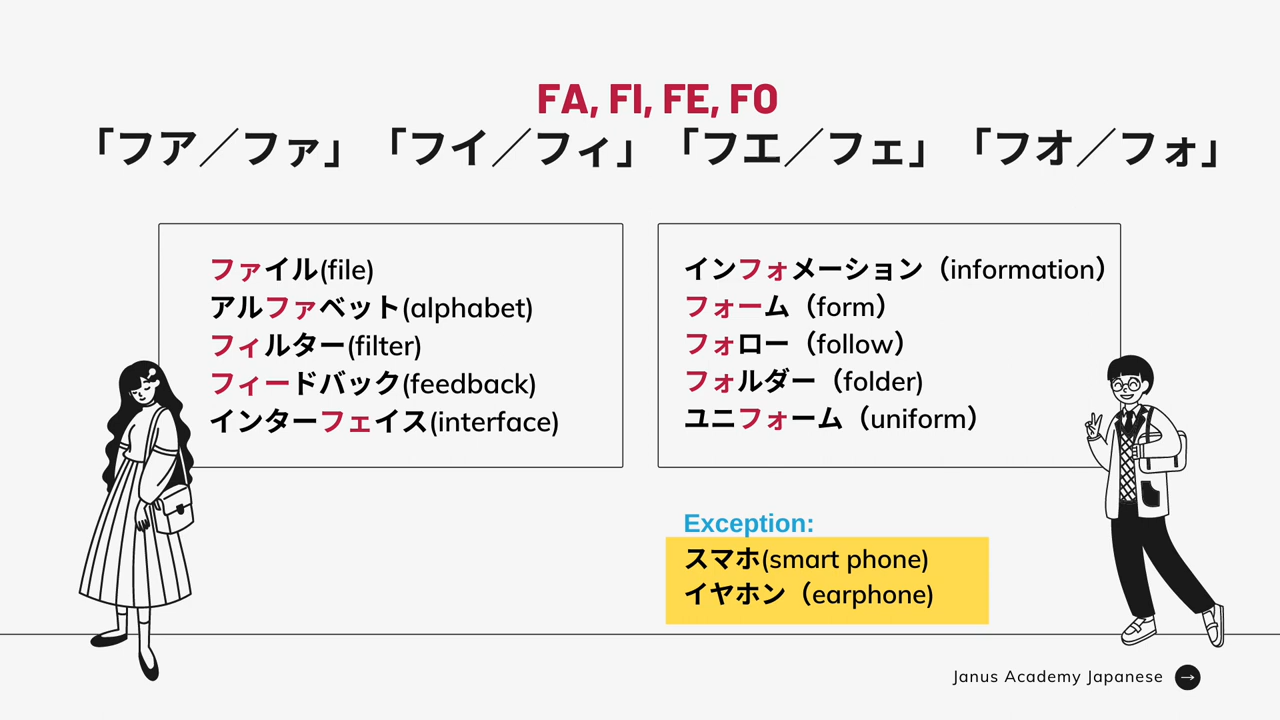 FA, FI, FE, FO
「フア／ファ」「フイ／フィ」「フエ／フェ」「フオ／フォ」
ファイル(file)
アルファベット(alphabet)
フィルター(filter)
フィードバック(feedback)
インターフェイス(interface)
インフォメーション（information）
フォーム（form）
フォロー（follow）
フォルダー（folder)
ユニフォーム（uniform）
Exception:
スマホ(smart phone)
イヤホン（earphone)
Janus Academy Japanese